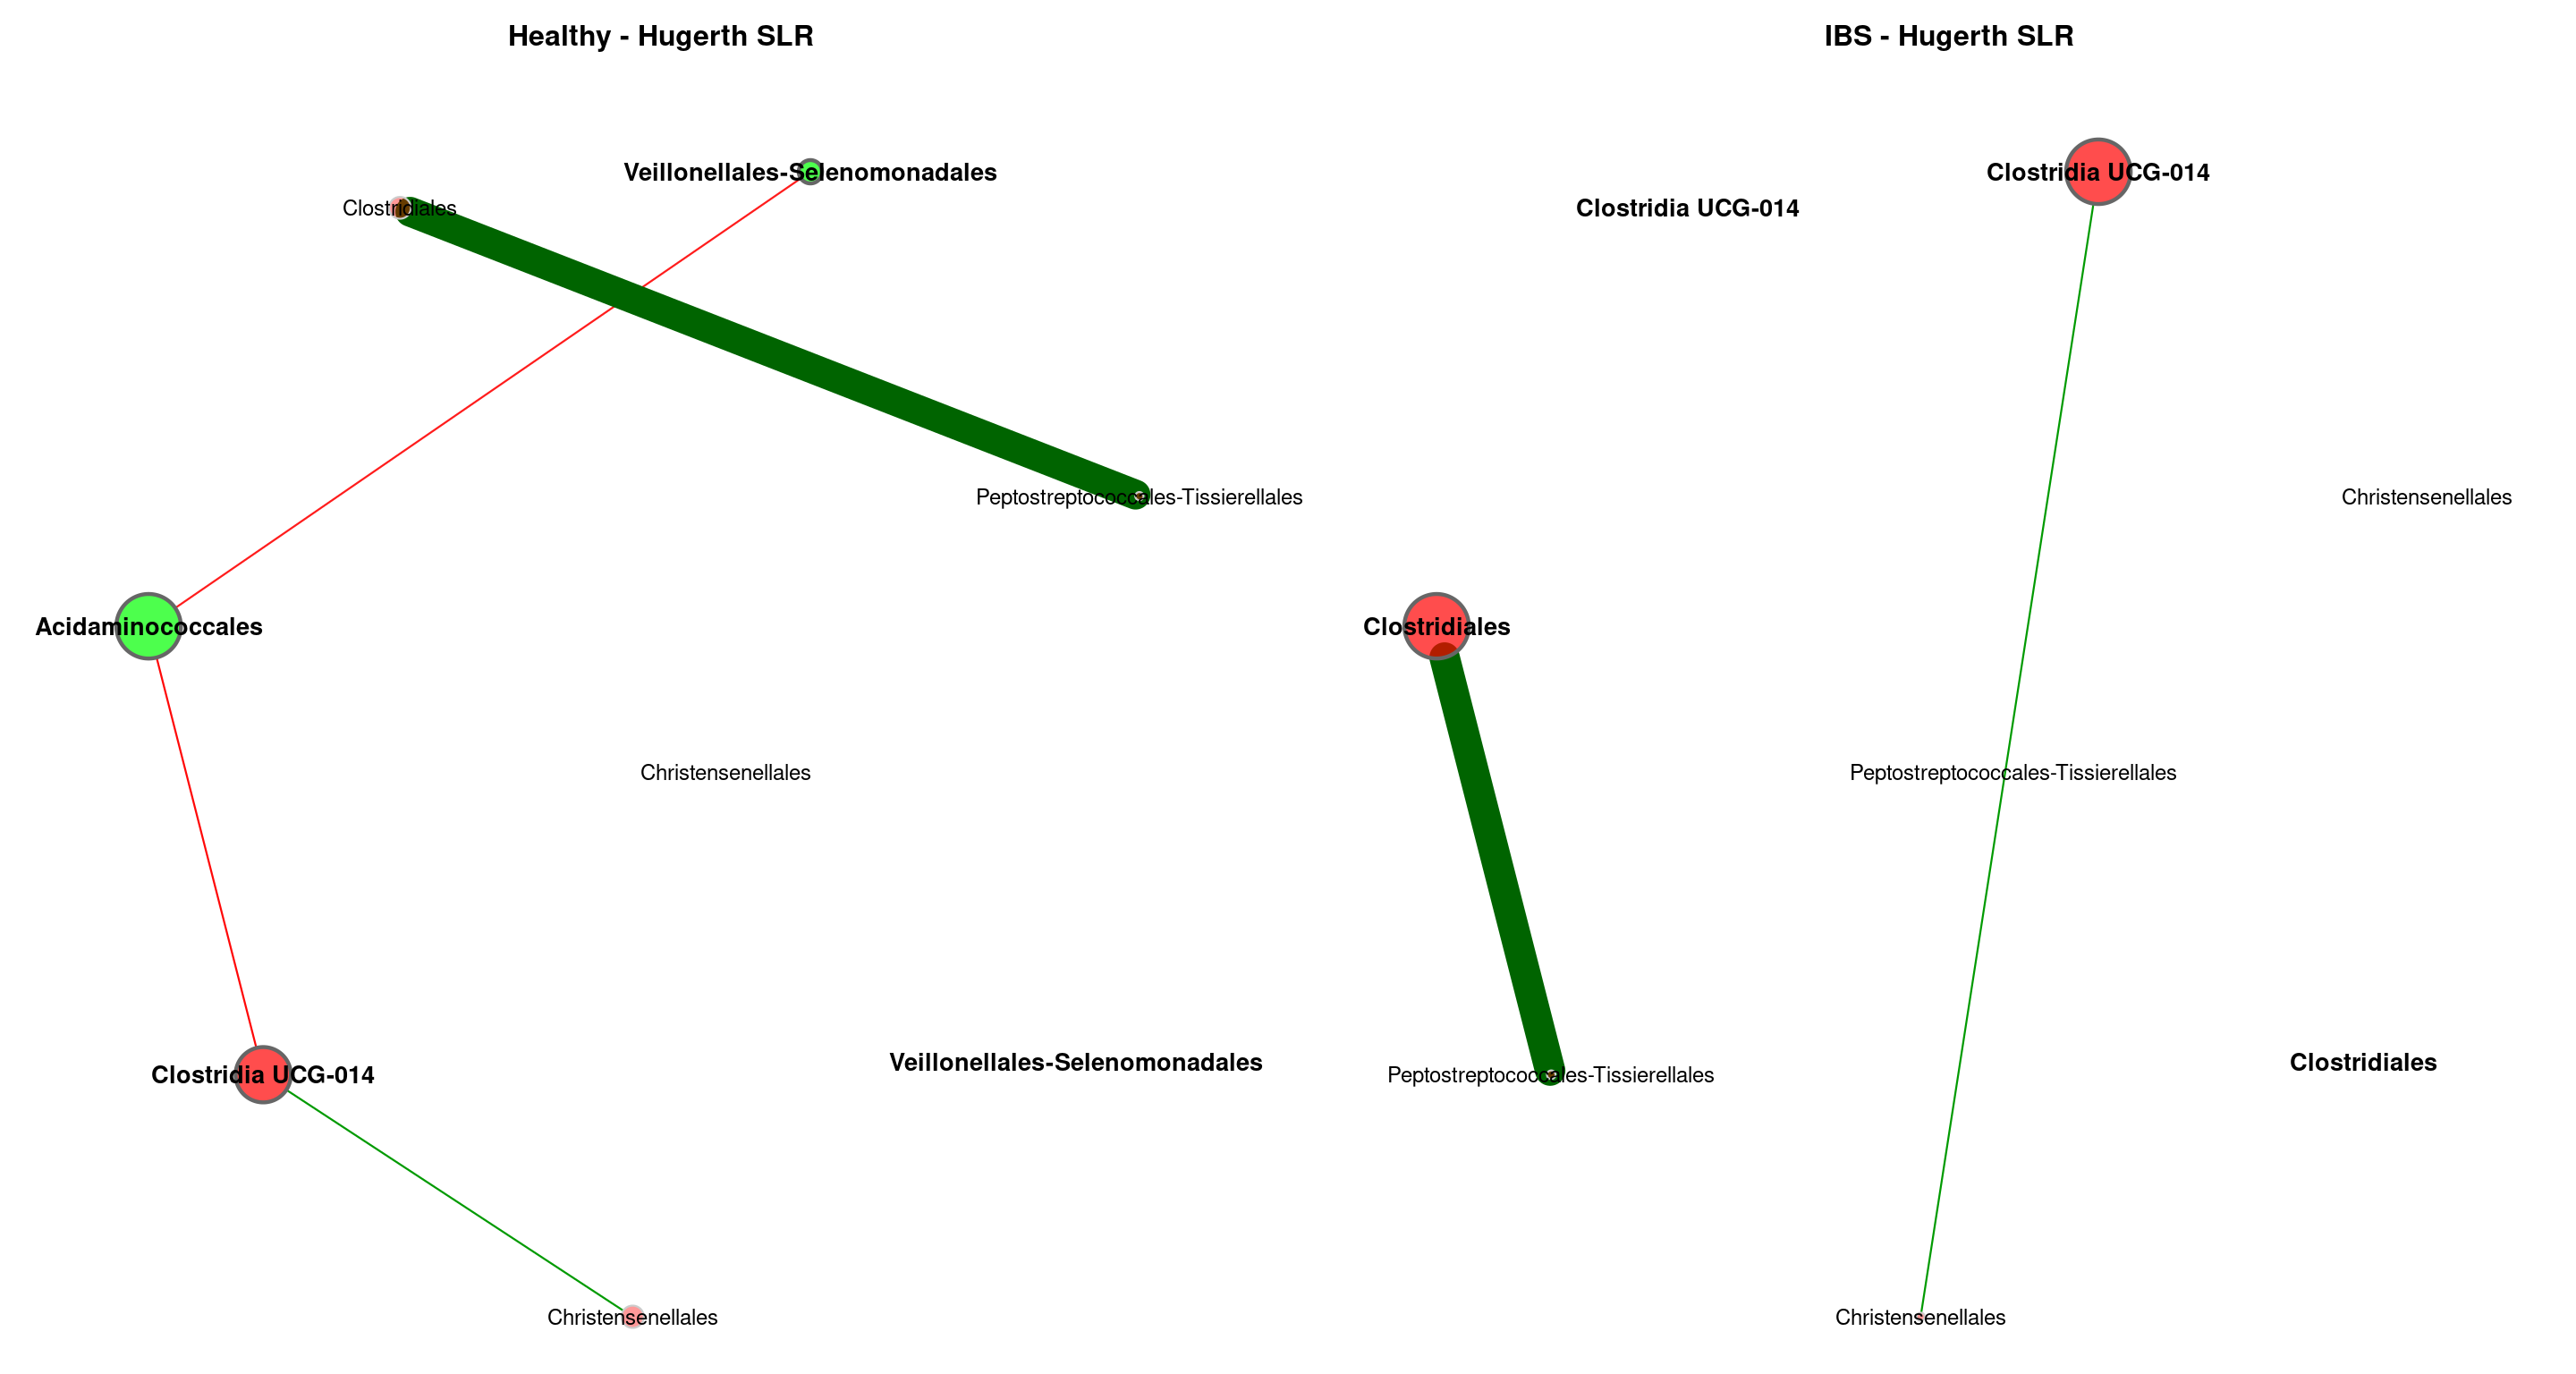 Healthy - Hugerth SLR
Veillonellales-Selenomonadales
Clostridiales
Peptostreptococcales-Tissierellales
Acidaminococcales
Christensenellales
Veillonellales-Selenomonadales
Clostridia UCG-014
Christensenellales
IBS - Hugerth SLR
Clostridia UCG-014
Clostridia UCG-014
Christensenellales
Clostridiales
Peptostreptococcales-Tissierellales
Clostridiales
Peptostreptococcales-Tissierellales
Christensenellales